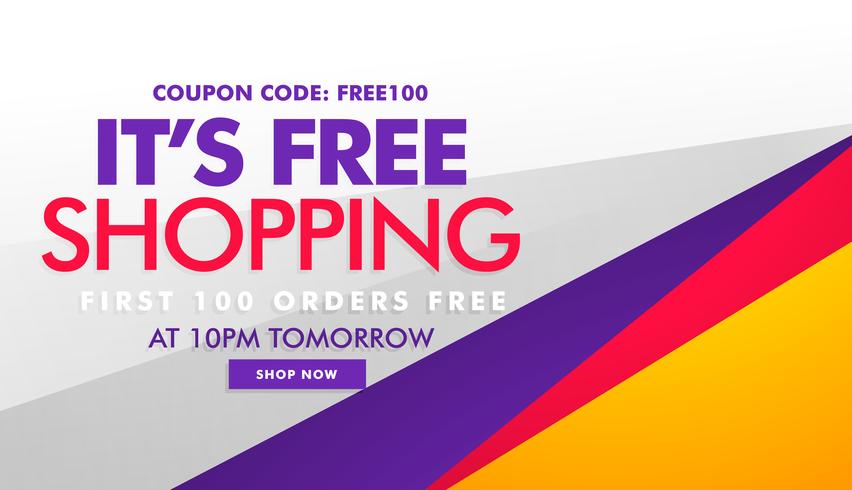 COUPON CODE: FREE100
IT'S FREE
SHOPPING
FIRST 100 ORDERS FREE
AT 10PM TOMORROW
SHOP NOW